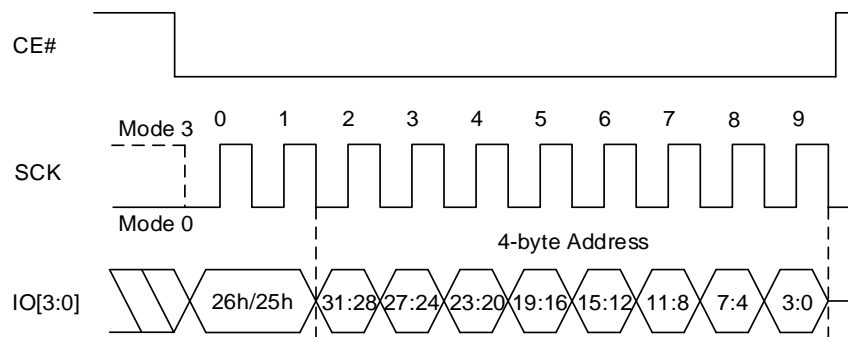 CE#
0 1 2 3 4 5 6 7 8 9
Mode 3
SCK
Mode 0
4-byte Address
IO[3:0] 26h/25h 31:28 27:24 23:20 19:16 15:12 11:8 7:4 3:0